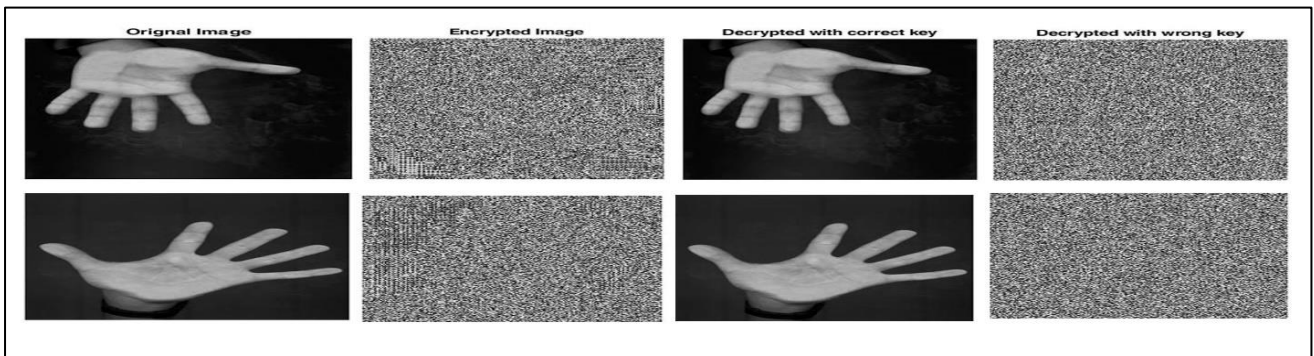 Orignal Image
Encrypted Image
Decrypted with correct key
Decrypted with wrong key